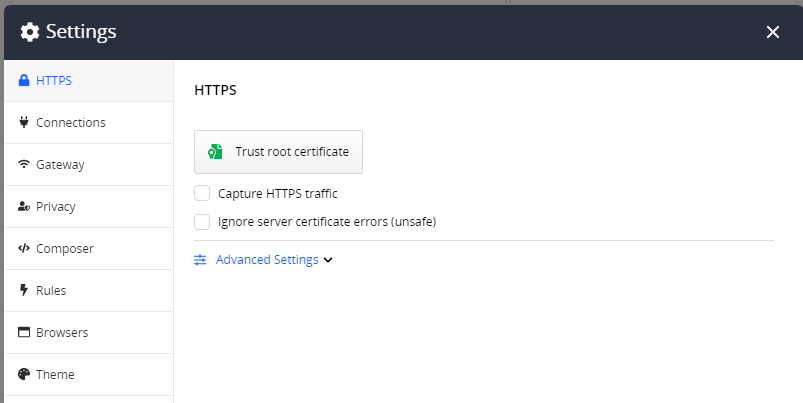 Settings
HTTPS
Connections
Gateway
Privacy
Composer
Rules
Browsers
Theme
HTTPS
Trust root certificate
Capture HTTPS traffic
Ignore server certificate errors (unsafe)
Advanced Settings